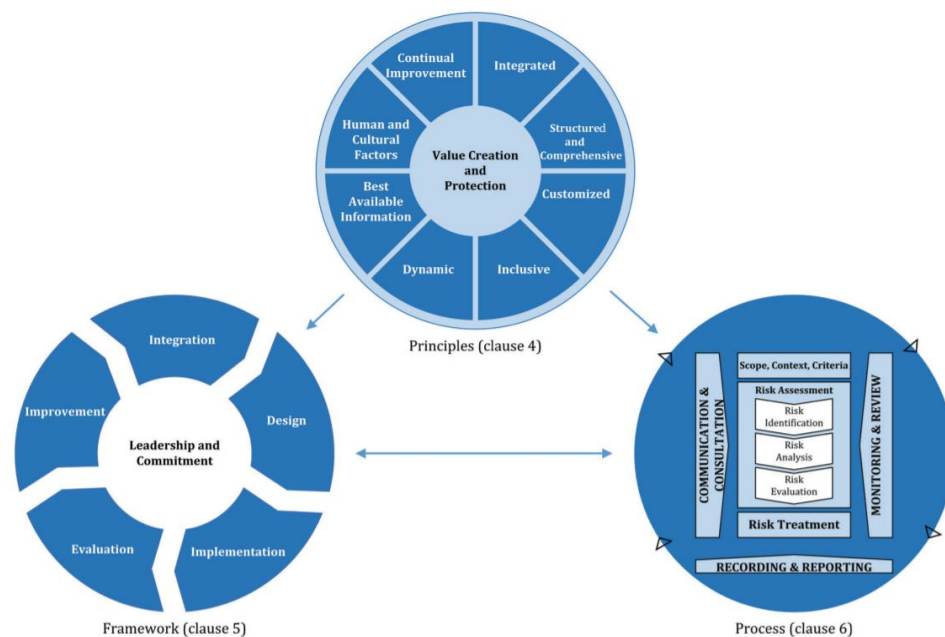 Continual
Improvement
Integrated
Human and
Cultural
Factors
Structured
and
Comprehensive
Value Creation
and
Protection
Best
Available
Information
Customized
Dynamic
Inclusive
Principles (clause 4)
Integration
Improvement
Design
Leadership and
Commitment
Evaluation
Implementation
Framework (clause 5)
Scope, Context, Criteria
COMMUNICATION &
CONSULTATION
Risk Assessment
Risk
Identification
Risk
Analysis
Risk
Evaluation
MONITORING & REVIEW
Risk Treatment
RECORDING & REPORTING
Process (clause 6)